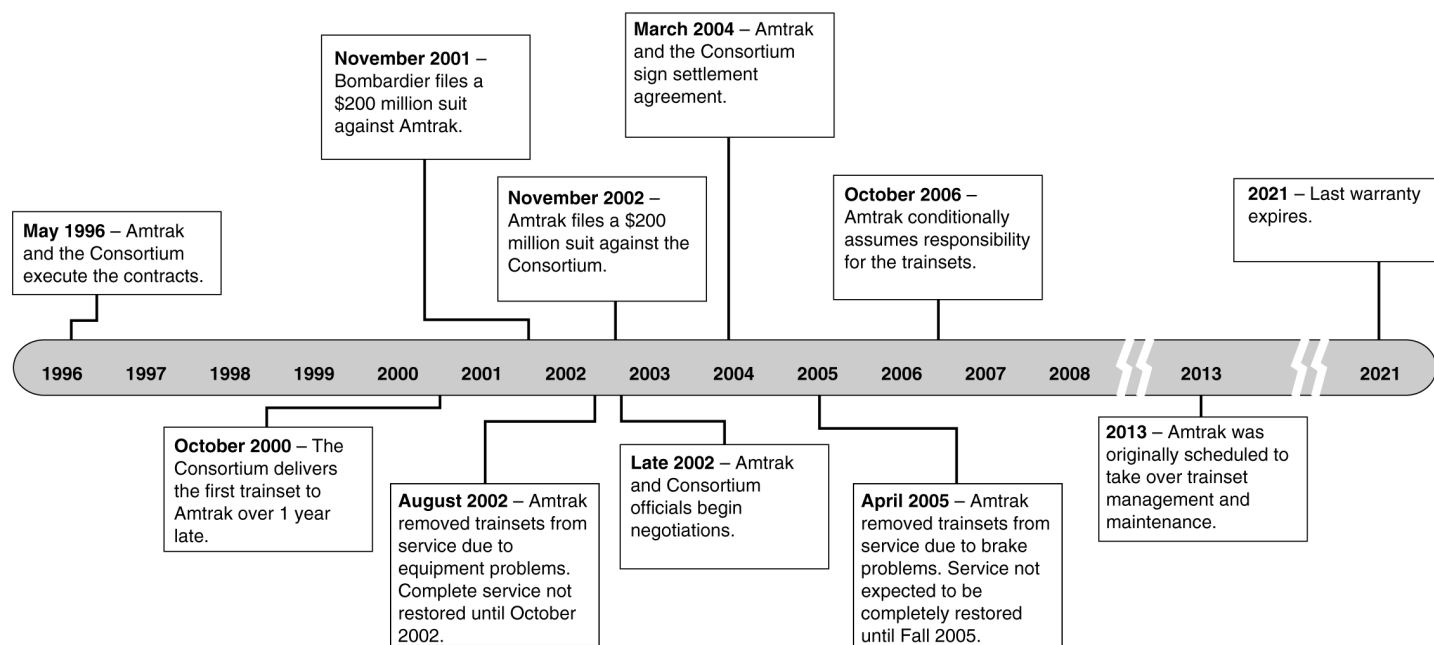 March 2004 – Amtrak
and the Consortium
sign settlement
agreement.
November 2001 –
Bombardier files a
$200 million suit
against Amtrak.
November 2002 –
Amtrak files a $200
million suit against the
Consortium.
October 2006 –
Amtrak conditionally
assumes responsibility
for the trainsets.
2021 – Last warranty
expires.
May 1996 – Amtrak
and the Consortium
execute the contracts.
1996 1997 1998 1999 2000 2001 2002 2003 2004 2005 2006 2007 2008 2013 2021
October 2000 – The
Consortium delivers
the first trainset to
Amtrak over 1 year
late.
August 2002 – Amtrak
removed trainsets from
service due to
equipment problems.
Complete service not
restored until October
2002.
Late 2002 – Amtrak
and Consortium
officials begin
negotiations.
April 2005 – Amtrak
removed trainsets from
service due to brake
problems. Service not
expected to be
completely restored
until Fall 2005.
2013 – Amtrak was
originally scheduled to
take over trainset
management and
maintenance.